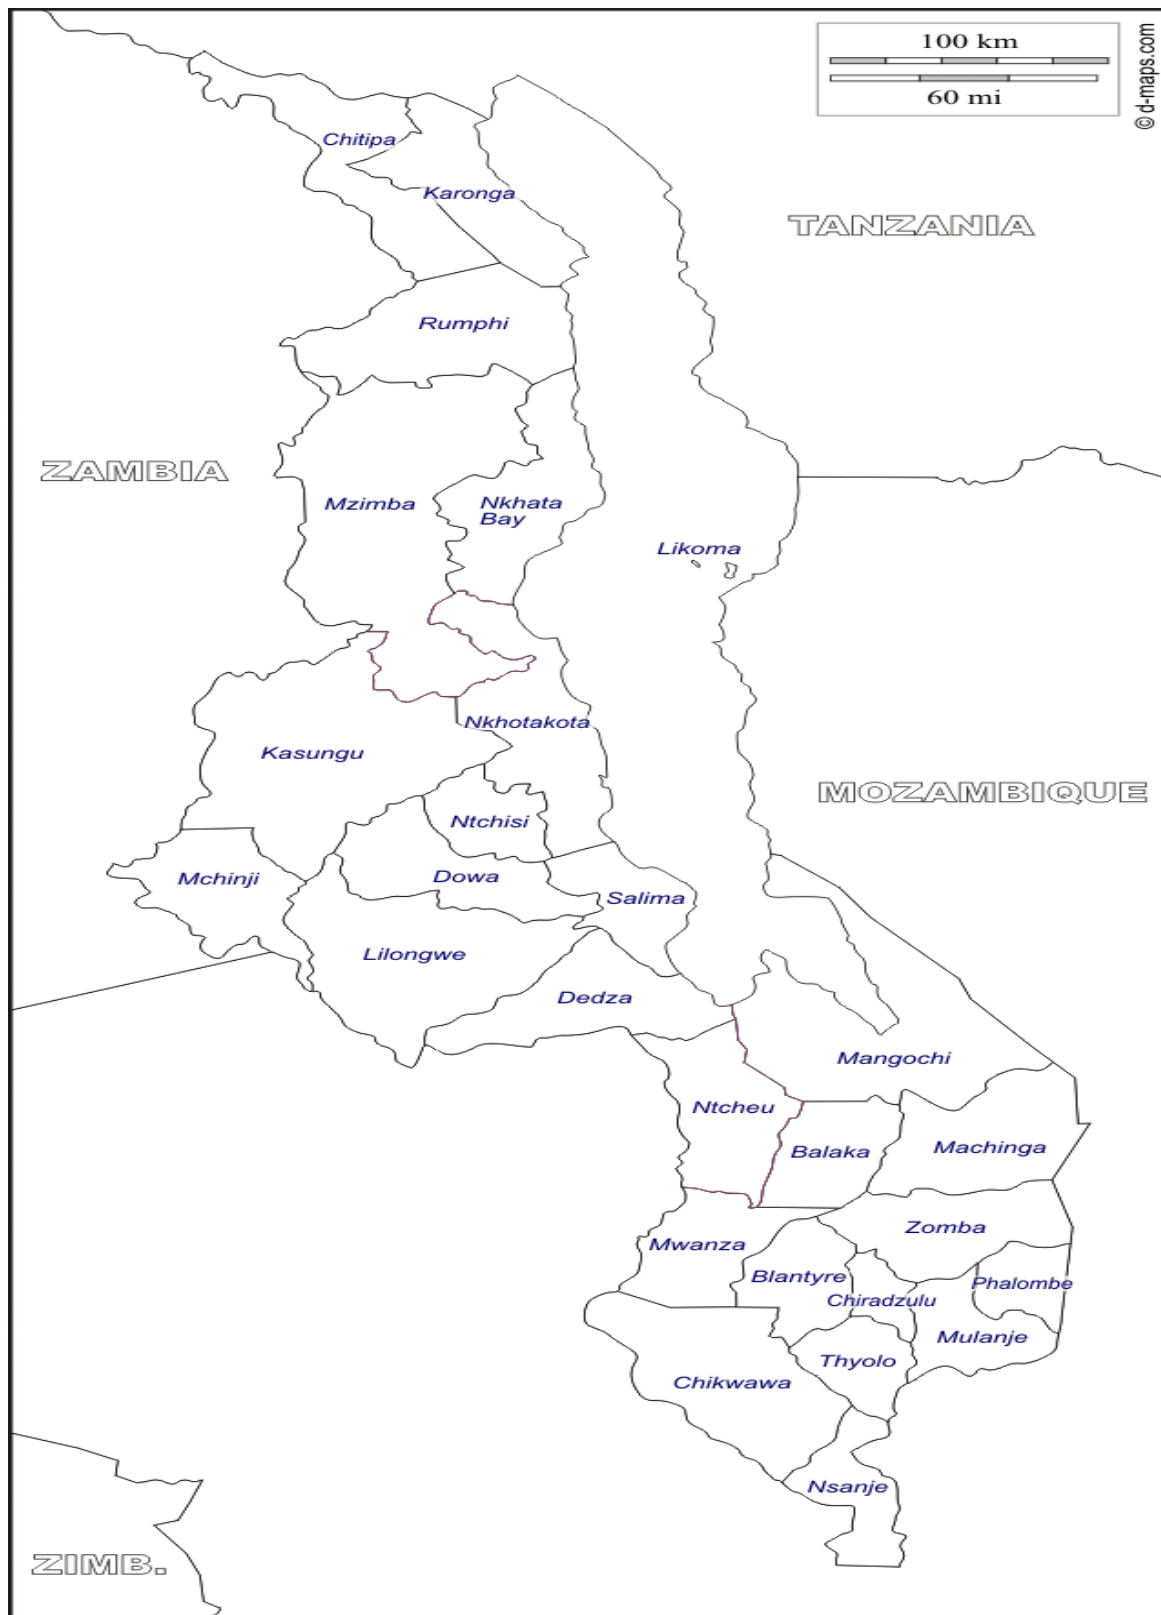 100 km
60 mi
© d-maps.com
Chitipa
Karonga
TANZANIA
Rumphi
ZAMBIA
Mzimba
Nkhata
Bay
Likoma
Nkhotakota
Kasungu
MOZAMBIQUE
Ntchisi
Mchinji
Dowa
Salima
Lilongwe
Dedza
Mangochi
Ntcheu
Balaka
Machinga
Zomba
Mwanza
Blantyre
Phalombe
Chiradzulu
Mulanje
Thyolo
Chikwawa
Nsanje
ZIMB.